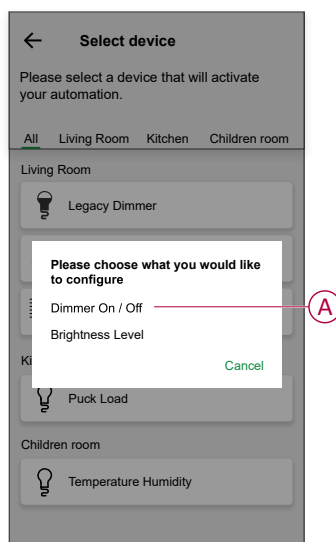 Select device
Please select a device that will activate
your automation.
All Living Room Kitchen Children room
Living Room
Legacy Dimmer
Please choose what you would like
to configure
Dimmer On / Off
A
Brightness Level
Cancel
Ki
Puck Load
Children room
Temperature Humidity